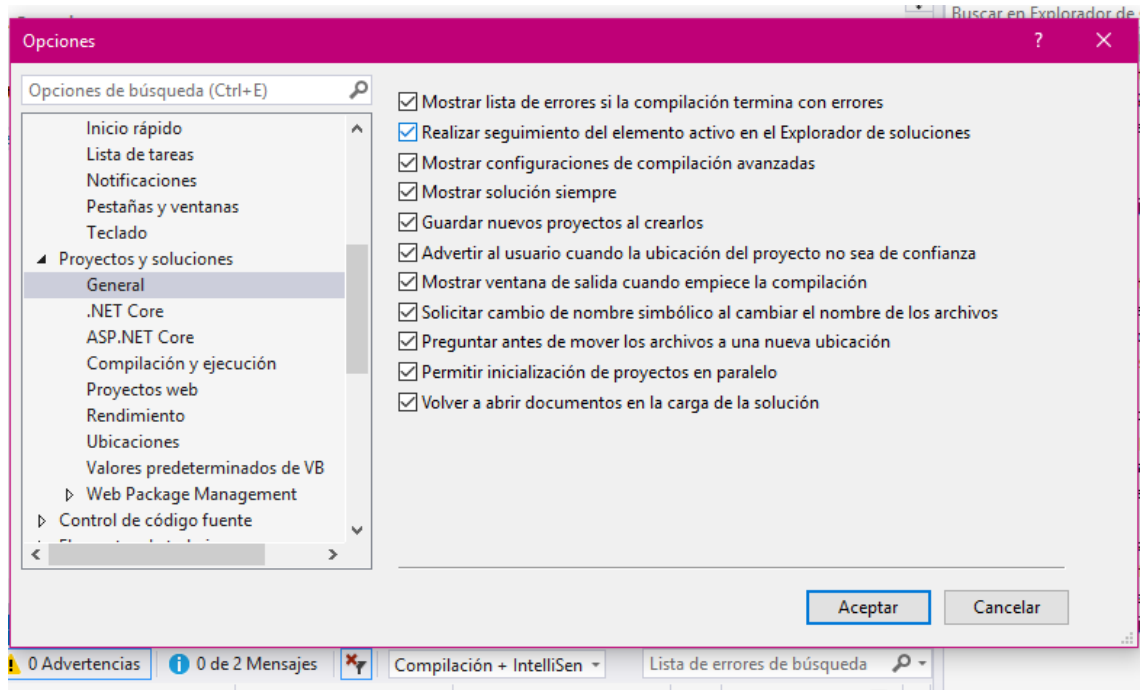 Buscar en Explorador de
Opciones
?
Opciones de búsqueda (Ctrl+E)
Inicio rápido
Lista de tareas
Notificaciones
Pestañas y ventanas
Teclado
Proyectos y soluciones
General
.NET Core
ASP.NET Core
Compilación y ejecución
Proyectos web
Rendimiento
Ubicaciones
Valores predeterminados de VB
Web Package Management
Control de código fuente
Mostrar lista de errores si la compilación termina con errores
Realizar seguimiento del elemento activo en el Explorador de soluciones
Mostrar configuraciones de compilación avanzadas
Mostrar solución siempre
Guardar nuevos proyectos al crearlos
Advertir al usuario cuando la ubicación del proyecto no sea de confianza
Mostrar ventana de salida cuando empiece la compilación
Solicitar cambio de nombre simbólico al cambiar el nombre de los archivos
Preguntar antes de mover los archivos a una nueva ubicación
Permitir inicialización de proyectos en paralelo
Volver a abrir documentos en la carga de la solución
Aceptar
Cancelar
0 Advertencias
0 de 2 Mensajes
Compilación + IntelliSen
Lista de errores de búsqueda